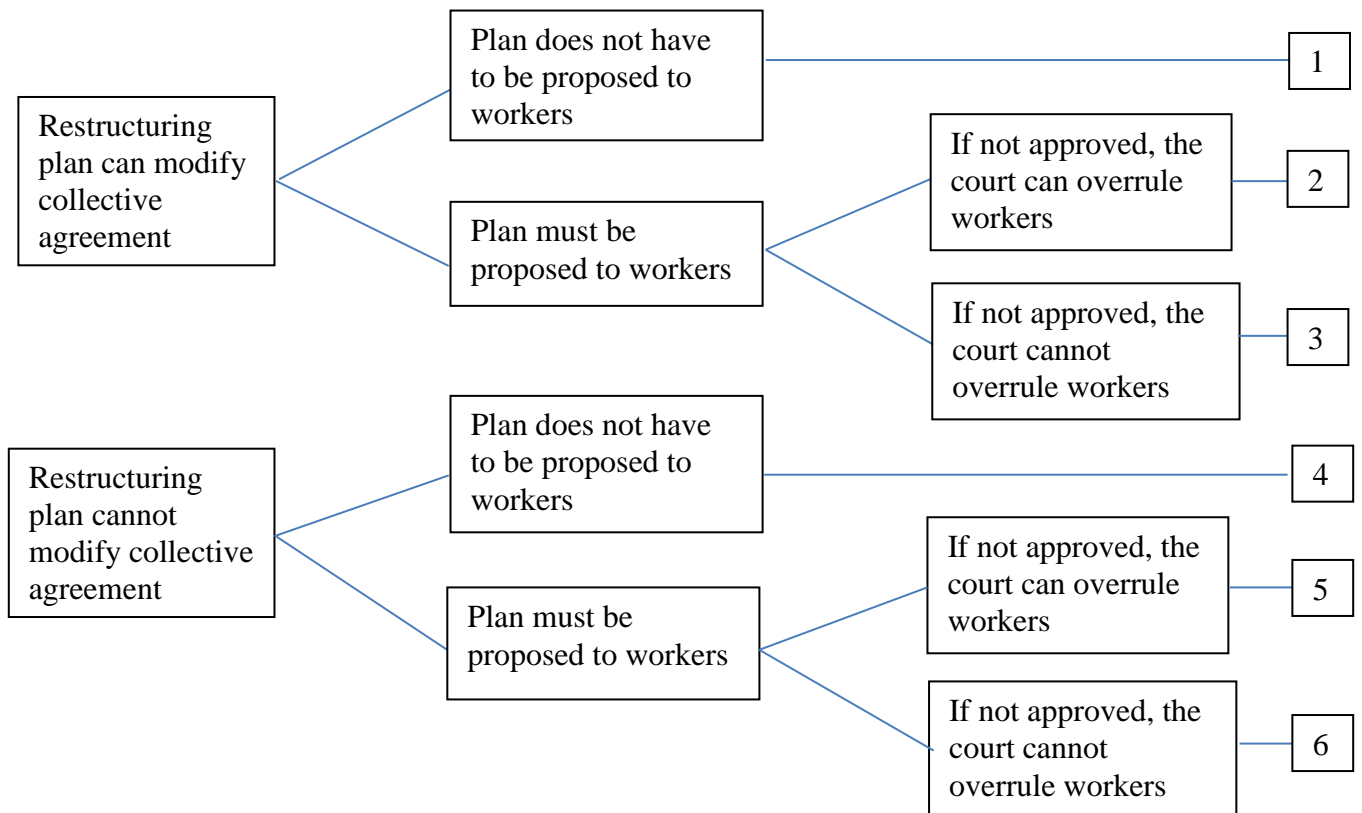 Restructuring
plan can modify
collective
agreement
Plan does not have
to be proposed to
workers
1
Plan must be
proposed to workers
If not approved, the
court can overrule
workers
2
If not approved, the
court cannot
overrule workers
3
Restructuring
plan cannot
modify collective
agreement
Plan does not have
to be proposed to
workers
4
Plan must be
proposed to workers
If not approved, the
court can overrule
workers
5
If not approved, the
court cannot
overrule workers
6